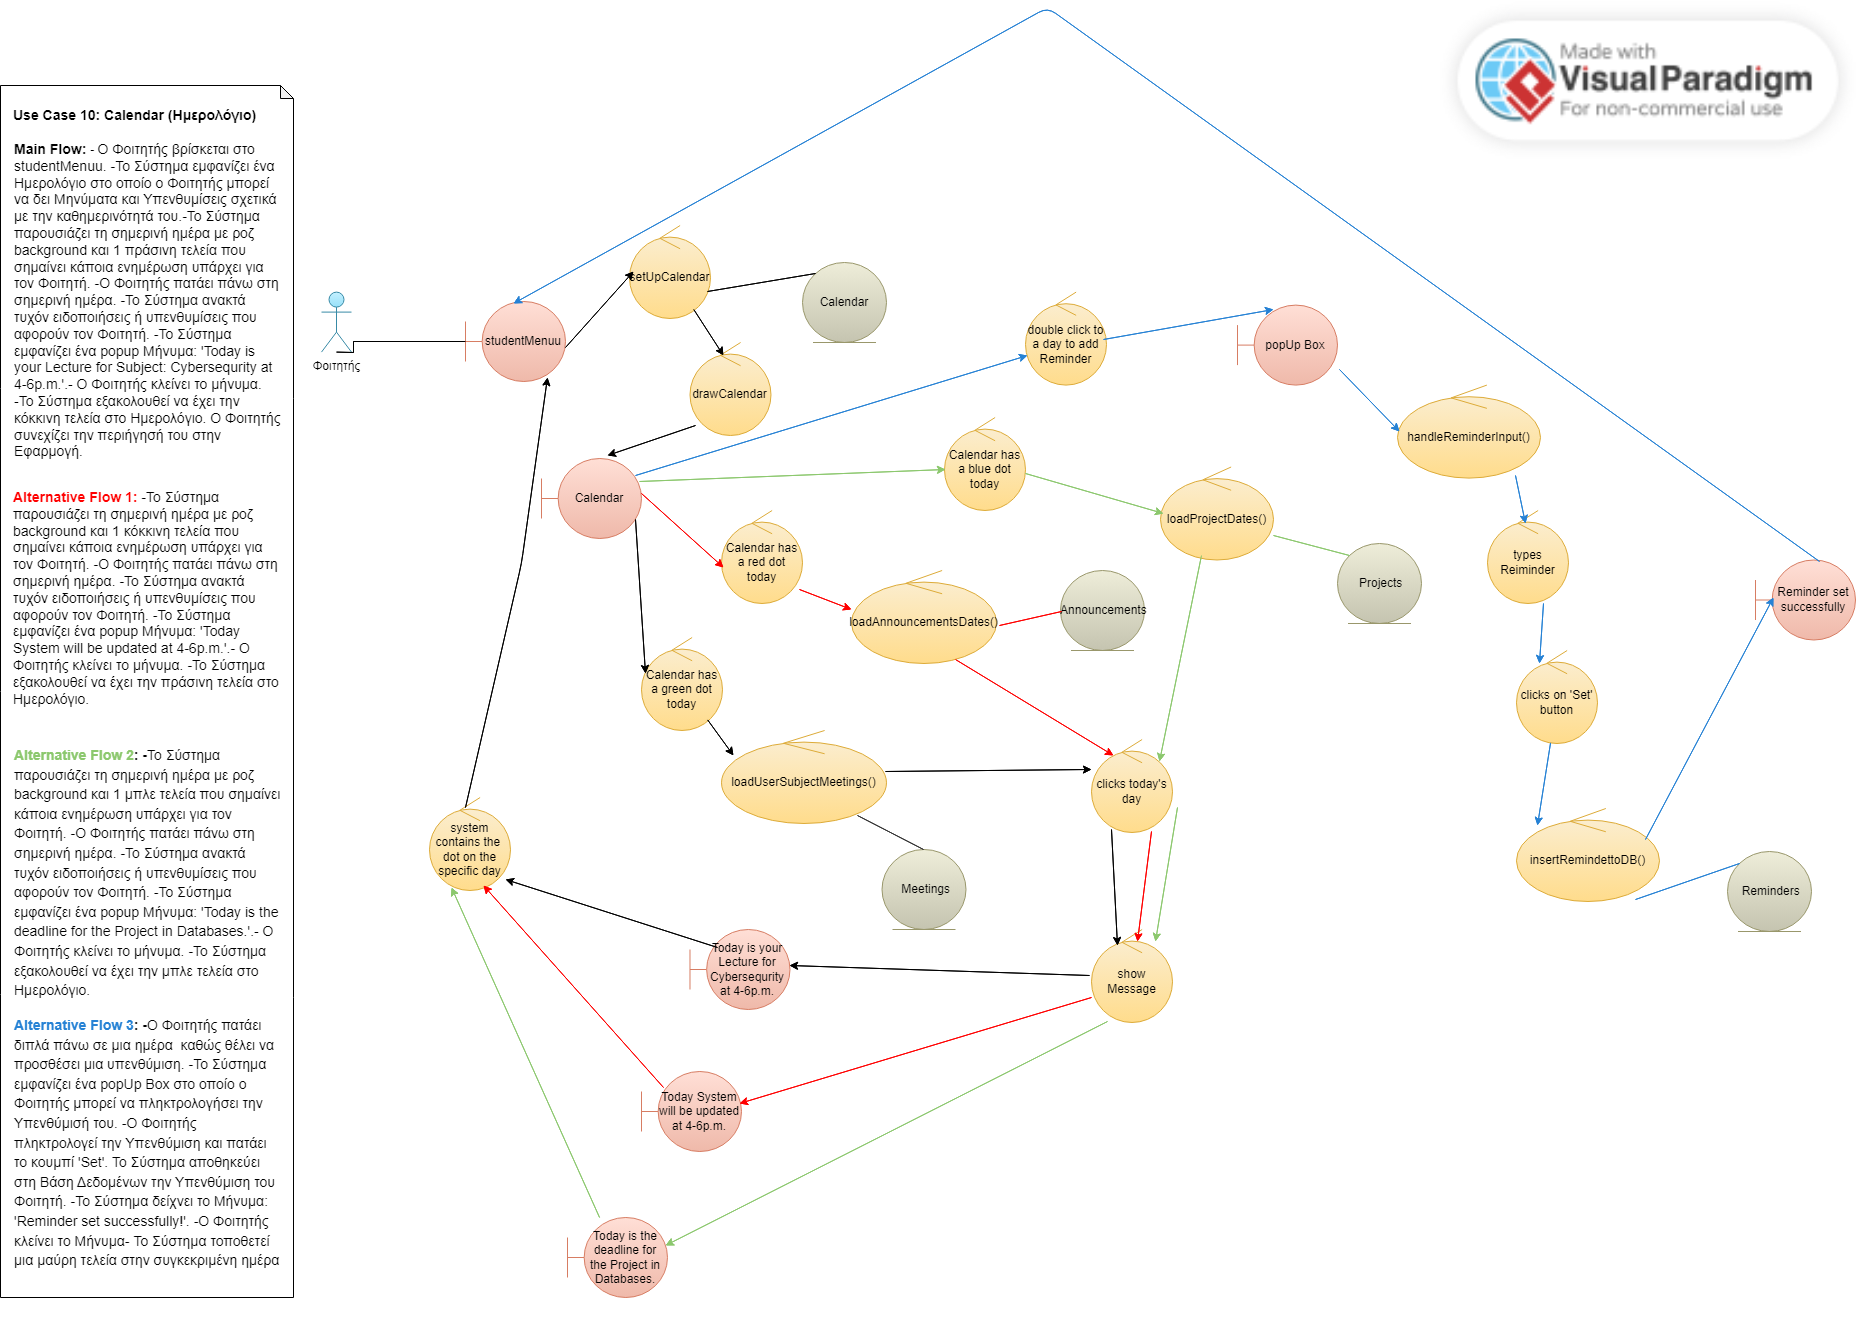 Made with
Visual Paradigm
For non-commercial use
Use Case 10: Calendar (Ημερολόγιο)
Main Flow: - Ο Φοιτητής βρίσκεται στο
studentMenuu. -Το Σύστημα εμφανίζει ένα
Ημερολόγιο στο οποίο ο Φοιτητής μπορεί
να δει Μηνύματα και Υπενθυμίσεις σχετικά
με την καθημερινότητά του.-Το Σύστημα
παρουσιάζει τη σημερινή ημέρα με ροζ
background και 1 πράσινη τελεία που
σημαίνει κάποια ενημέρωση υπάρχει για
τον Φοιτητή. -Ο Φοιτητής πατάει πάνω στη
σημερινή ημέρα. -Το Σύστημα ανακτά
τυχόν ειδοποιήσεις ή υπενθυμίσεις που
αφορούν τον Φοιτητή. -Το Σύστημα
εμφανίζει ένα popup Μήνυμα: 'Today is
your Lecture for Subject: Cybersequrity at
4-6p.m.'.- Ο Φοιτητής κλείνει το μήνυμα.
-Το Σύστημα εξακολουθεί να έχει την
κόκκινη τελεία στο Ημερολόγιο. Ο Φοιτητής
συνεχίζει την περιήγησή του στην
Εφαρμογή.
Alternative Flow 1: -Το Σύστημα
παρουσιάζει τη σημερινή ημέρα με ροζ
background και 1 κόκκινη τελεία που
σημαίνει κάποια ενημέρωση υπάρχει για
τον Φοιτητή. -Ο Φοιτητής πατάει πάνω στη
σημερινή ημέρα. -Το Σύστημα ανακτά
τυχόν ειδοποιήσεις ή υπενθυμίσεις που
αφορούν τον Φοιτητή. -Το Σύστημα
εμφανίζει ένα popup Μήνυμα: 'Today
System will be updated at 4-6p.m.'.- Ο
Φοιτητής κλείνει το μήνυμα. -Το Σύστημα
εξακολουθεί να έχει την πράσινη τελεία στο
Ημερολόγιο.
Alternative Flow 2: -Το Σύστημα
παρουσιάζει τη σημερινή ημέρα με ροζ
background και 1 μπλε τελεία που σημαίνει
κάποια ενημέρωση υπάρχει για τον
Φοιτητή. -Ο Φοιτητής πατάει πάνω στη
σημερινή ημέρα. -Το Σύστημα ανακτά
τυχόν ειδοποιήσεις ή υπενθυμίσεις που
αφορούν τον Φοιτητή. -Το Σύστημα
εμφανίζει ένα popup Μήνυμα: 'Today is the
deadline for the Project in Databases.'.- Ο
Φοιτητής κλείνει το μήνυμα. -Το Σύστημα
εξακολουθεί να έχει την μπλε τελεία στο
Ημερολόγιο.
Alternative Flow 3: -Ο Φοιτητής πατάει
διπλά πάνω σε μια ημέρα καθώς θέλει να
προσθέσει μια υπενθύμιση. -Το Σύστημα
εμφανίζει ένα popUp Box στο οποίο ο
Φοιτητής μπορεί να πληκτρολογήσει την
Υπενθύμισή του. -Ο Φοιτητής
πληκτρολογεί την Υπενθύμιση και πατάει
το κουμπί 'Set'. Το Σύστημα αποθηκεύει
στη Βάση Δεδομένων την Υπενθύμιση του
Φοιτητή. -Το Σύστημα δείχνει το Μήνυμα:
'Reminder set successfully!'. -Ο Φοιτητής
κλείνει το Μήνυμα- Το Σύστημα τοποθετεί
μια μαύρη τελεία στην συγκεκριμένη ημέρα
Φοιτητής
studentMenuu
setUpCalendar
Calendar
drawCalendar
Calendar
double click to
a day to add
Reminder
popUp Box
handleReminderInput()
types
Reiminder
clicks on 'Set'
button
insertRemindettoDB()
Reminders
Reminder set
successfully
Calendar has
a blue dot
today
loadProjectDates()
Projects
Calendar has
a red dot
today
loadAnnouncementsDates()
Announcements
Calendar has
a green dot
today
loadUserSubjectMeetings()
Meetings
clicks today's
day
show
Message
system
contains the
dot on the
specific day
Today is your
Lecture for
Cybersequrity
at 4-6p.m.
Today System
will be updated
at 4-6p.m.
Today is the
deadline for
the Project in
Databases.